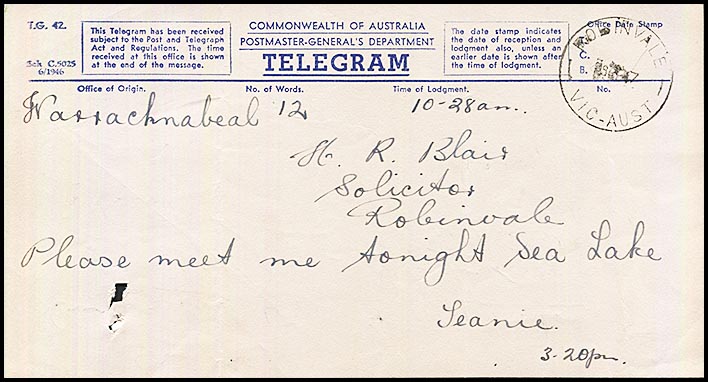 T.G. 42.
Sch C.5025
6/1946
This Telegram has been received
subject to the Post and Telegraph
Act and Regulations. The time
received at this office is shown
at the end of the message.
COMMONWEALTH OF AUSTRALIA
POSTMASTER-GENERAL'S DEPARTMENT
TELEGRAM
The date stamp indicates
the date of reception and
lodgment also, unless an
earlier date is shown after
the time of lodgment.
Office Date Stamp
ROBINVALE
VIC-AUST
Office of Origin. No. of Words. Time of Lodgment. No.
Warracknabeal 12 10-28am.
H. R. Blair
Solicitor
Robinvale
Please meet me tonight Sea Lake
Jeanie.
3-20pm.